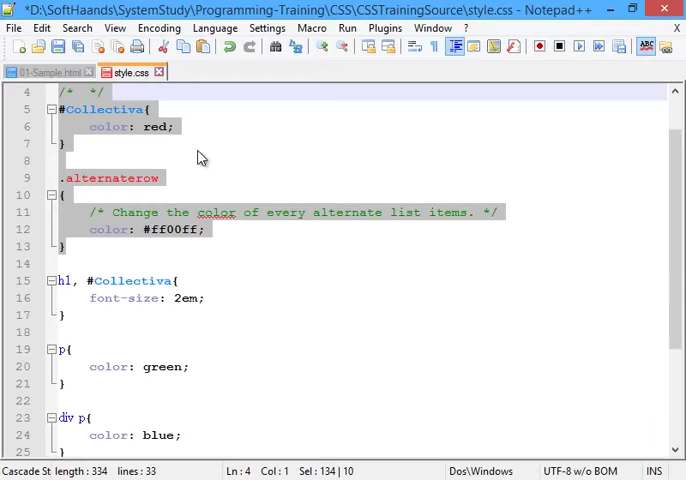 *D:\SoftHaands\SystemStudy\Programming-Training\CSS\CSSTrainingSource\style.css - Notepad++
File Edit Search View Encoding Language Settings Macro Run Plugins Window ? X
01-Sample.html style.css
4 /*  */
5 #Collectiva{
6 color: red;
7 }
8
9 .alternaterow
10 {
11 /* Change the color of every alternate list items. */
12 color: #ff00ff;
13 }
14
15 h1, #Collectiva{
16 font-size: 2em;
17 }
18
19 p{
20 color: green;
21 }
22
23 div p{
24 color: blue;
25 }
Cascade St length : 334 lines : 33 Ln : 4 Col : 1 Sel : 134 | 10 Dos\Windows UTF-8 w/o BOM INS